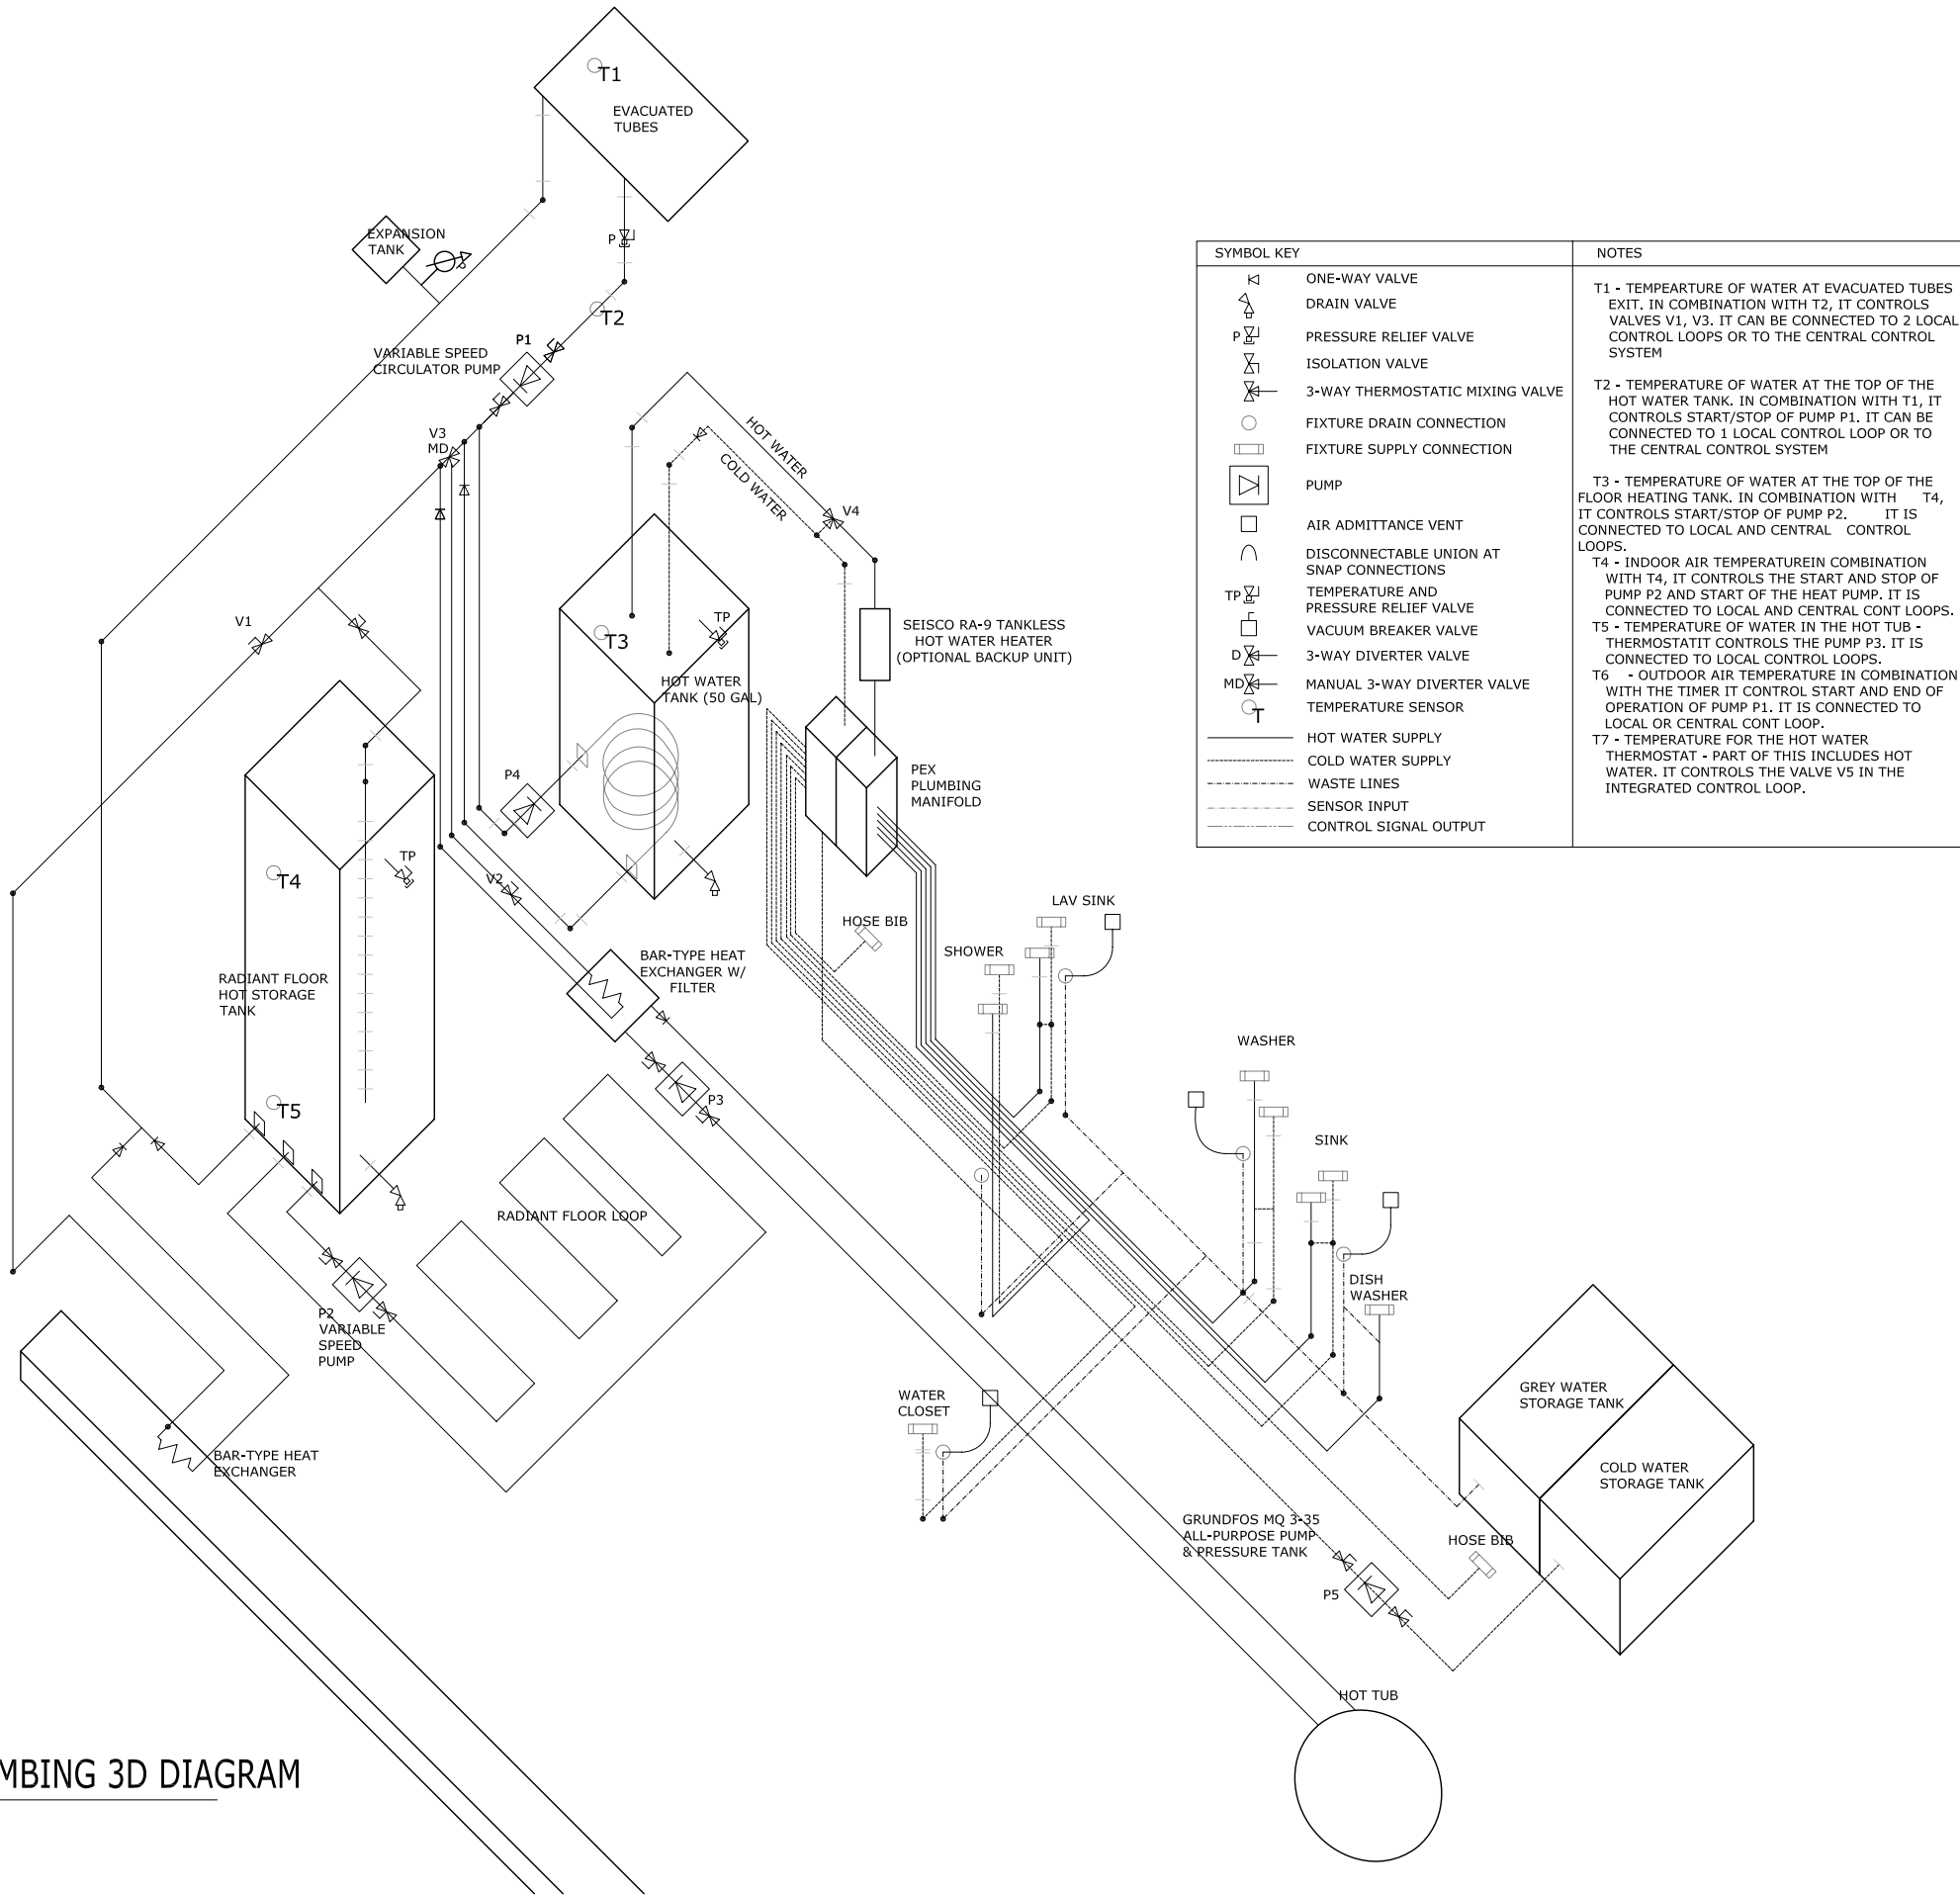 T1
EVACUATED
TUBES
EXPANSION
TANK
P
P
T2
P1
VARIABLE SPEED
CIRCULATOR PUMP
V3
MD
HOT WATER
COLD WATER
V4
V1
T3
TP
HOT WATER
TANK (50 GAL)
SEISCO RA-9 TANKLESS
HOT WATER HEATER
(OPTIONAL BACKUP UNIT)
P4
PEX
PLUMBING
MANIFOLD
T4
TP
V2
HOSE BIB
LAV SINK
SHOWER
BAR-TYPE HEAT
EXCHANGER W/
FILTER
RADIANT FLOOR
HOT STORAGE
TANK
WASHER
P3
T5
SINK
RADIANT FLOOR LOOP
DISH
WASHER
P2
VARIABLE
SPEED
PUMP
WATER
CLOSET
GREY WATER
STORAGE TANK
BAR-TYPE HEAT
EXCHANGER
COLD WATER
STORAGE TANK
GRUNDFOS MQ 3-35
ALL-PURPOSE PUMP
& PRESSURE TANK
HOSE BIB
P5
HOT TUB
MBING 3D DIAGRAM
SYMBOL KEY
ONE-WAY VALVE
DRAIN VALVE
P PRESSURE RELIEF VALVE
ISOLATION VALVE
3-WAY THERMOSTATIC MIXING VALVE
FIXTURE DRAIN CONNECTION
FIXTURE SUPPLY CONNECTION
PUMP
AIR ADMITTANCE VENT
DISCONNECTABLE UNION AT
SNAP CONNECTIONS
TP TEMPERATURE AND
PRESSURE RELIEF VALVE
VACUUM BREAKER VALVE
D 3-WAY DIVERTER VALVE
MD MANUAL 3-WAY DIVERTER VALVE
T TEMPERATURE SENSOR
HOT WATER SUPPLY
COLD WATER SUPPLY
WASTE LINES
SENSOR INPUT
CONTROL SIGNAL OUTPUT
NOTES
T1 - TEMPEARTURE OF WATER AT EVACUATED TUBES
EXIT. IN COMBINATION WITH T2, IT CONTROLS
VALVES V1, V3. IT CAN BE CONNECTED TO 2 LOCAL
CONTROL LOOPS OR TO THE CENTRAL CONTROL
SYSTEM
T2 - TEMPERATURE OF WATER AT THE TOP OF THE
HOT WATER TANK. IN COMBINATION WITH T1, IT
CONTROLS START/STOP OF PUMP P1. IT CAN BE
CONNECTED TO 1 LOCAL CONTROL LOOP OR TO
THE CENTRAL CONTROL SYSTEM
T3 - TEMPERATURE OF WATER AT THE TOP OF THE
FLOOR HEATING TANK. IN COMBINATION WITH T4,
IT CONTROLS START/STOP OF PUMP P2. IT IS
CONNECTED TO LOCAL AND CENTRAL CONTROL
LOOPS.
T4 - INDOOR AIR TEMPERATUREIN COMBINATION
WITH T4, IT CONTROLS THE START AND STOP OF
PUMP P2 AND START OF THE HEAT PUMP. IT IS
CONNECTED TO LOCAL AND CENTRAL CONT LOOPS.
T5 - TEMPERATURE OF WATER IN THE HOT TUB -
THERMOSTATIT CONTROLS THE PUMP P3. IT IS
CONNECTED TO LOCAL CONTROL LOOPS.
T6 - OUTDOOR AIR TEMPERATURE IN COMBINATION
WITH THE TIMER IT CONTROL START AND END OF
OPERATION OF PUMP P1. IT IS CONNECTED TO
LOCAL OR CENTRAL CONT LOOP.
T7 - TEMPERATURE FOR THE HOT WATER
THERMOSTAT - PART OF THIS INCLUDES HOT
WATER. IT CONTROLS THE VALVE V5 IN THE
INTEGRATED CONTROL LOOP.